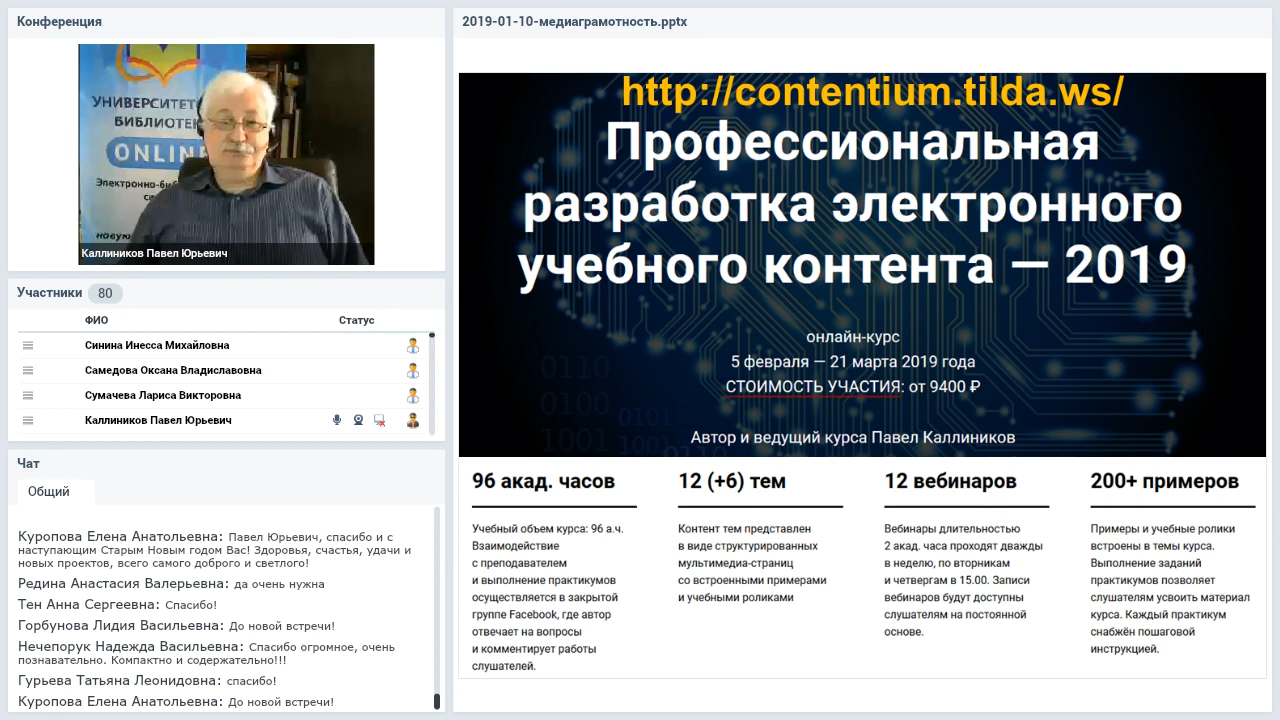 Конференция
УНИВЕРСИТЕТ
БИБЛИОТЕК
ONLINE
Каллиников Павел Юрьевич
Участники 80
ФИО Статус
Синина Инесса Михайловна
Самедова Оксана Владиславовна
Сумачева Лариса Викторовна
Каллиников Павел Юрьевич
Чат
Общий
Куропова Елена Анатольевна: Павел Юрьевич, спасибо и с
наступающим Старым Новым годом Вас! Здоровья, счастья, удачи и
новых проектов, всего самого доброго и светлого!
Редина Анастасия Валерьевна: да очень нужна
Тен Анна Сергеевна: Спасибо!
Горбунова Лидия Васильевна: До новой встречи!
Нечепорук Надежда Васильевна: Спасибо огромное, очень
познавательно. Компактно и содержательно!!!
Гурьева Татьяна Леонидовна: спасибо!
Куропова Елена Анатольевна: До новой встречи!
2019-01-10-медиаграмотность.pptx
http://contentium.tilda.ws/
Профессиональная
разработка электронного
учебного контента — 2019
онлайн-курс
5 февраля — 21 марта 2019 года
СТОИМОСТЬ УЧАСТИЯ: от 9400 ₽
Автор и ведущий курса Павел Каллиников
96 акад. часов
Учебный объем курса: 96 а.ч.
Взаимодействие
с преподавателем
и выполнение практикумов
осуществляется в закрытой
группе Facebook, где автор
отвечает на вопросы
и комментирует работы
слушателей.
12 (+6) тем
Контент тем представлен
в виде структурированных
мультимедиа-страниц
со встроенными примерами
и учебными роликами
12 вебинаров
Вебинары длительностью
2 акад. часа проходят дважды
в неделю, по вторникам
и четвергам в 15.00. Записи
вебинаров будут доступны
слушателям на постоянной
основе.
200+ примеров
Примеры и учебные ролики
встроены в темы курса.
Выполнение заданий
практикумов позволяет
слушателям усвоить материал
курса. Каждый практикум
снабжён пошаговой
инструкцией.